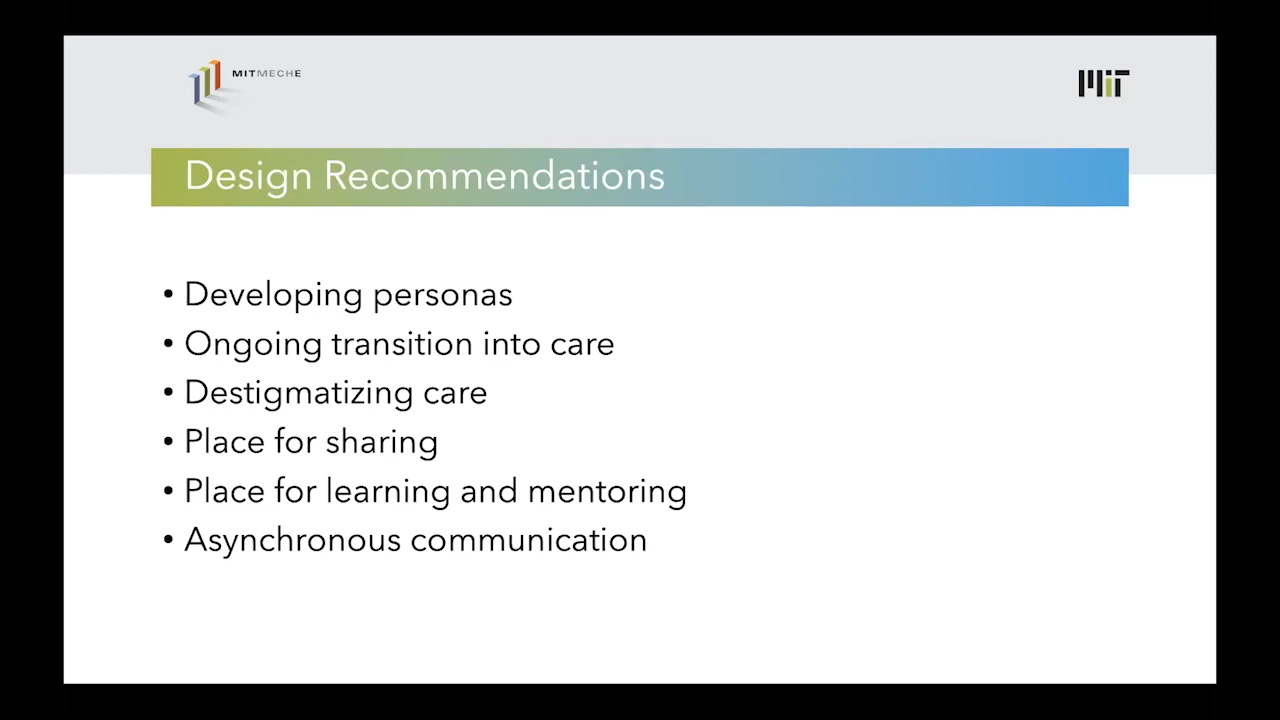 MITMECHE
MIT
Design Recommendations
• Developing personas
• Ongoing transition into care
• Destigmatizing care
• Place for sharing
• Place for learning and mentoring
• Asynchronous communication